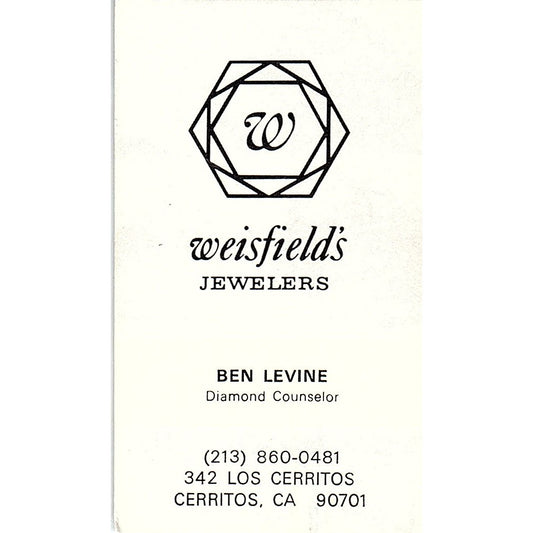 W
weisfield's
JEWELERS
BEN LEVINE
Diamond Counselor
(213) 860-0481
342 LOS CERRITOS
CERRITOS, CA 90701